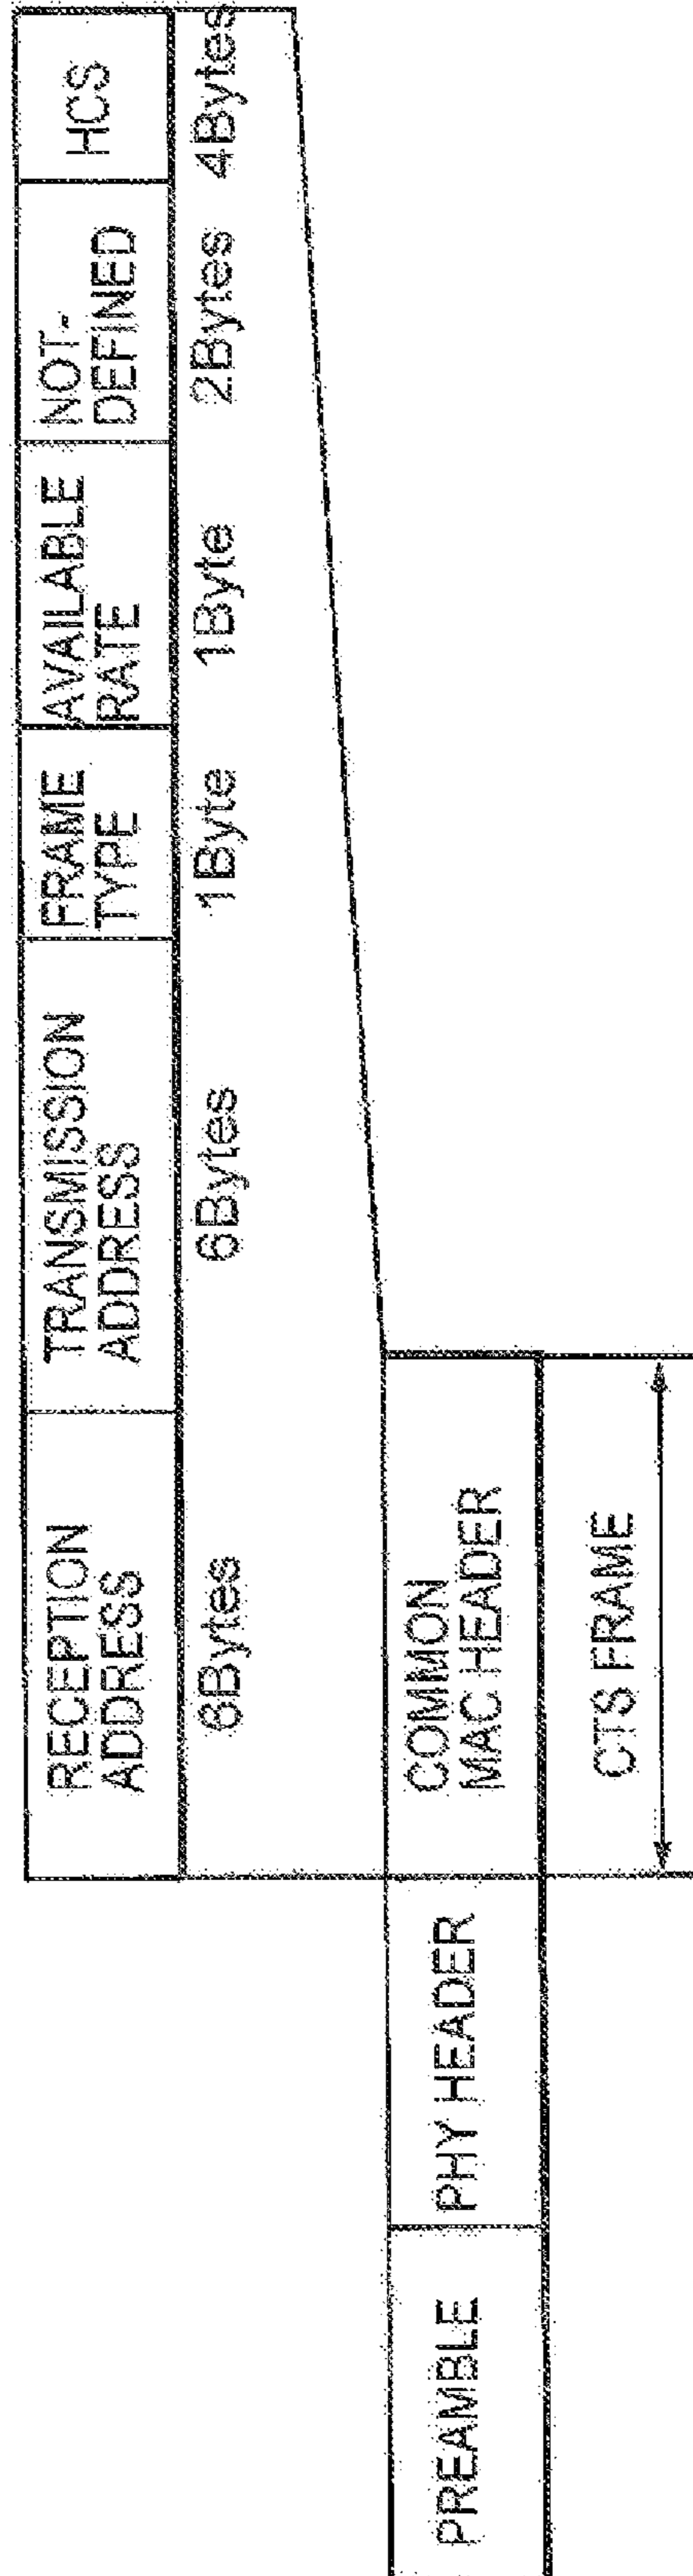 RECEPTION
ADDRESS
TRANSMISSION
ADDRESS
FRAME
TYPE
AVAILABLE
RATE
NOT-
DEFINED
HCS
6Bytes
6Bytes
1Byte
1Byte
2Bytes
4Bytes
PREAMBLE
PHY HEADER
COMMON
MAC HEADER
CTS FRAME